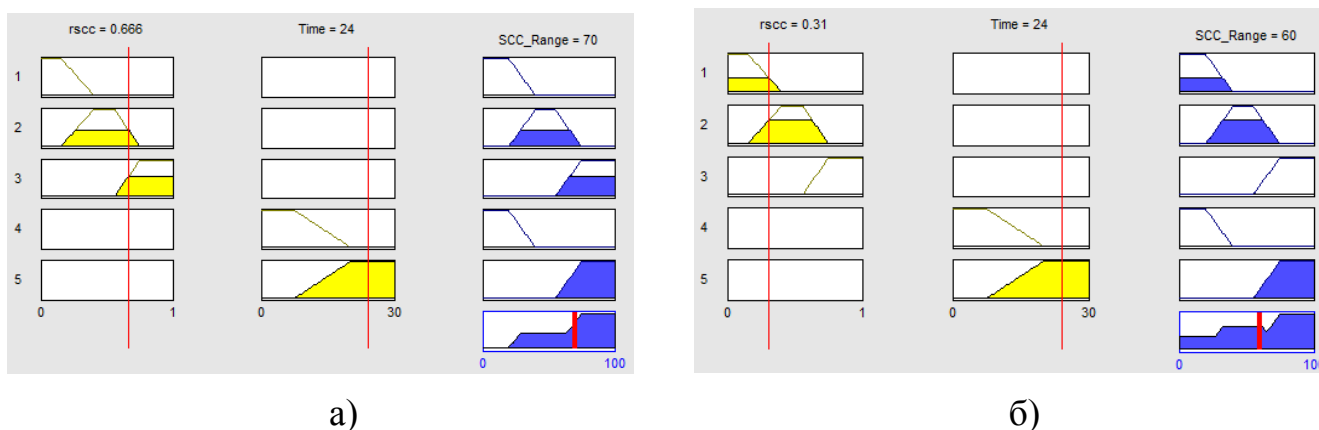 rscc = 0.666 Time = 24 SCC_Range = 70
1
2
3
4
5
0 1 0 30
0 100
а)
rscc = 0.31 Time = 24 SCC_Range = 60
1
2
3
4
5
0 1 0 30
0 100
б)